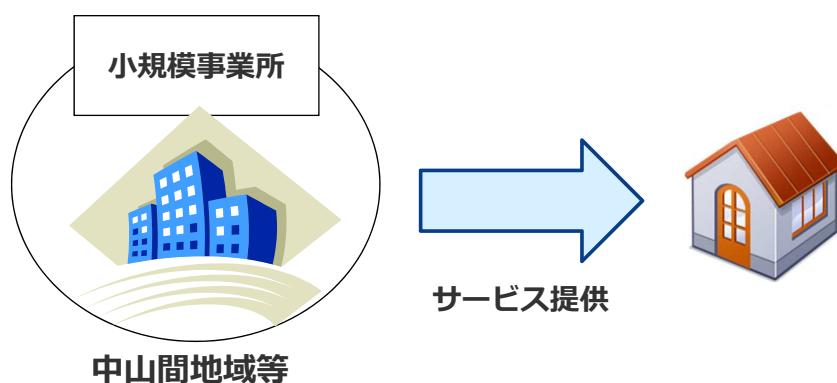 小規模事業所
サービス提供
中山間地域等